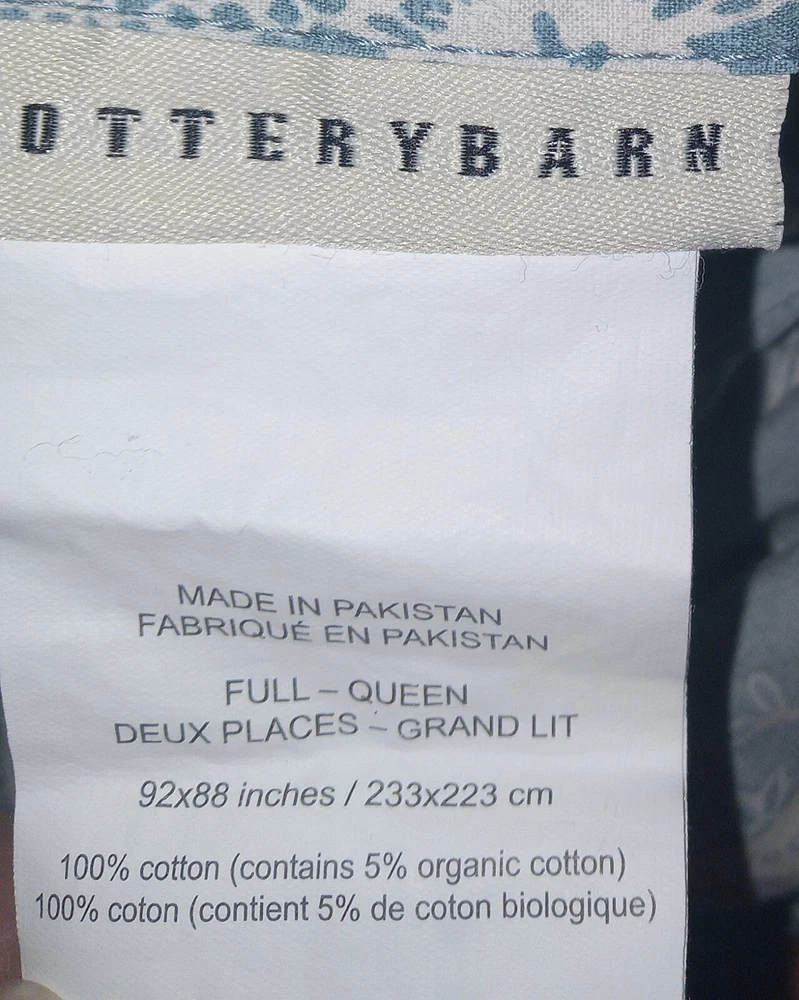 OTTERYBARN
MADE IN PAKISTAN
FABRIQUÉ EN PAKISTAN
FULL – QUEEN
DEUX PLACES – GRAND LIT
92x88 inches / 233x223 cm
100% cotton (contains 5% organic cotton)
100% coton (contient 5% de coton biologique)